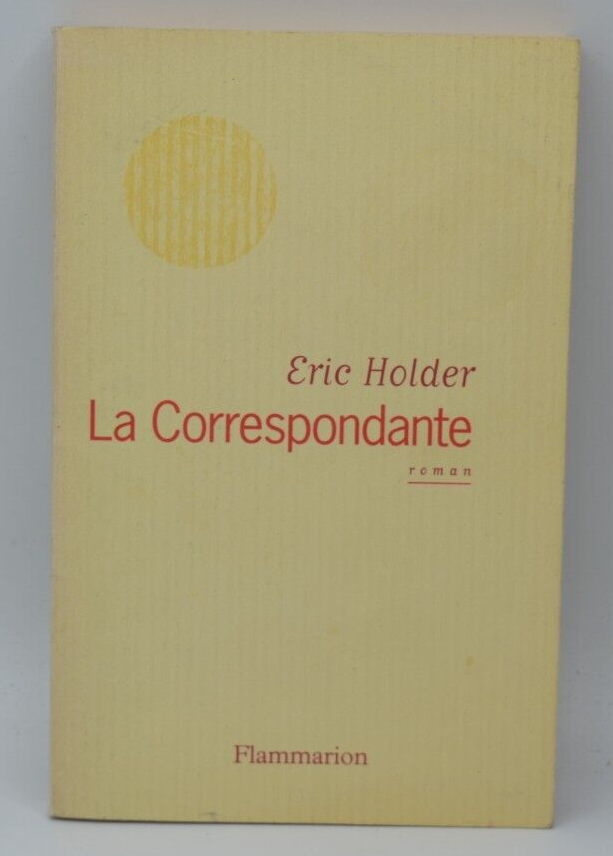 Eric Holder
La Correspondante
roman
Flammarion